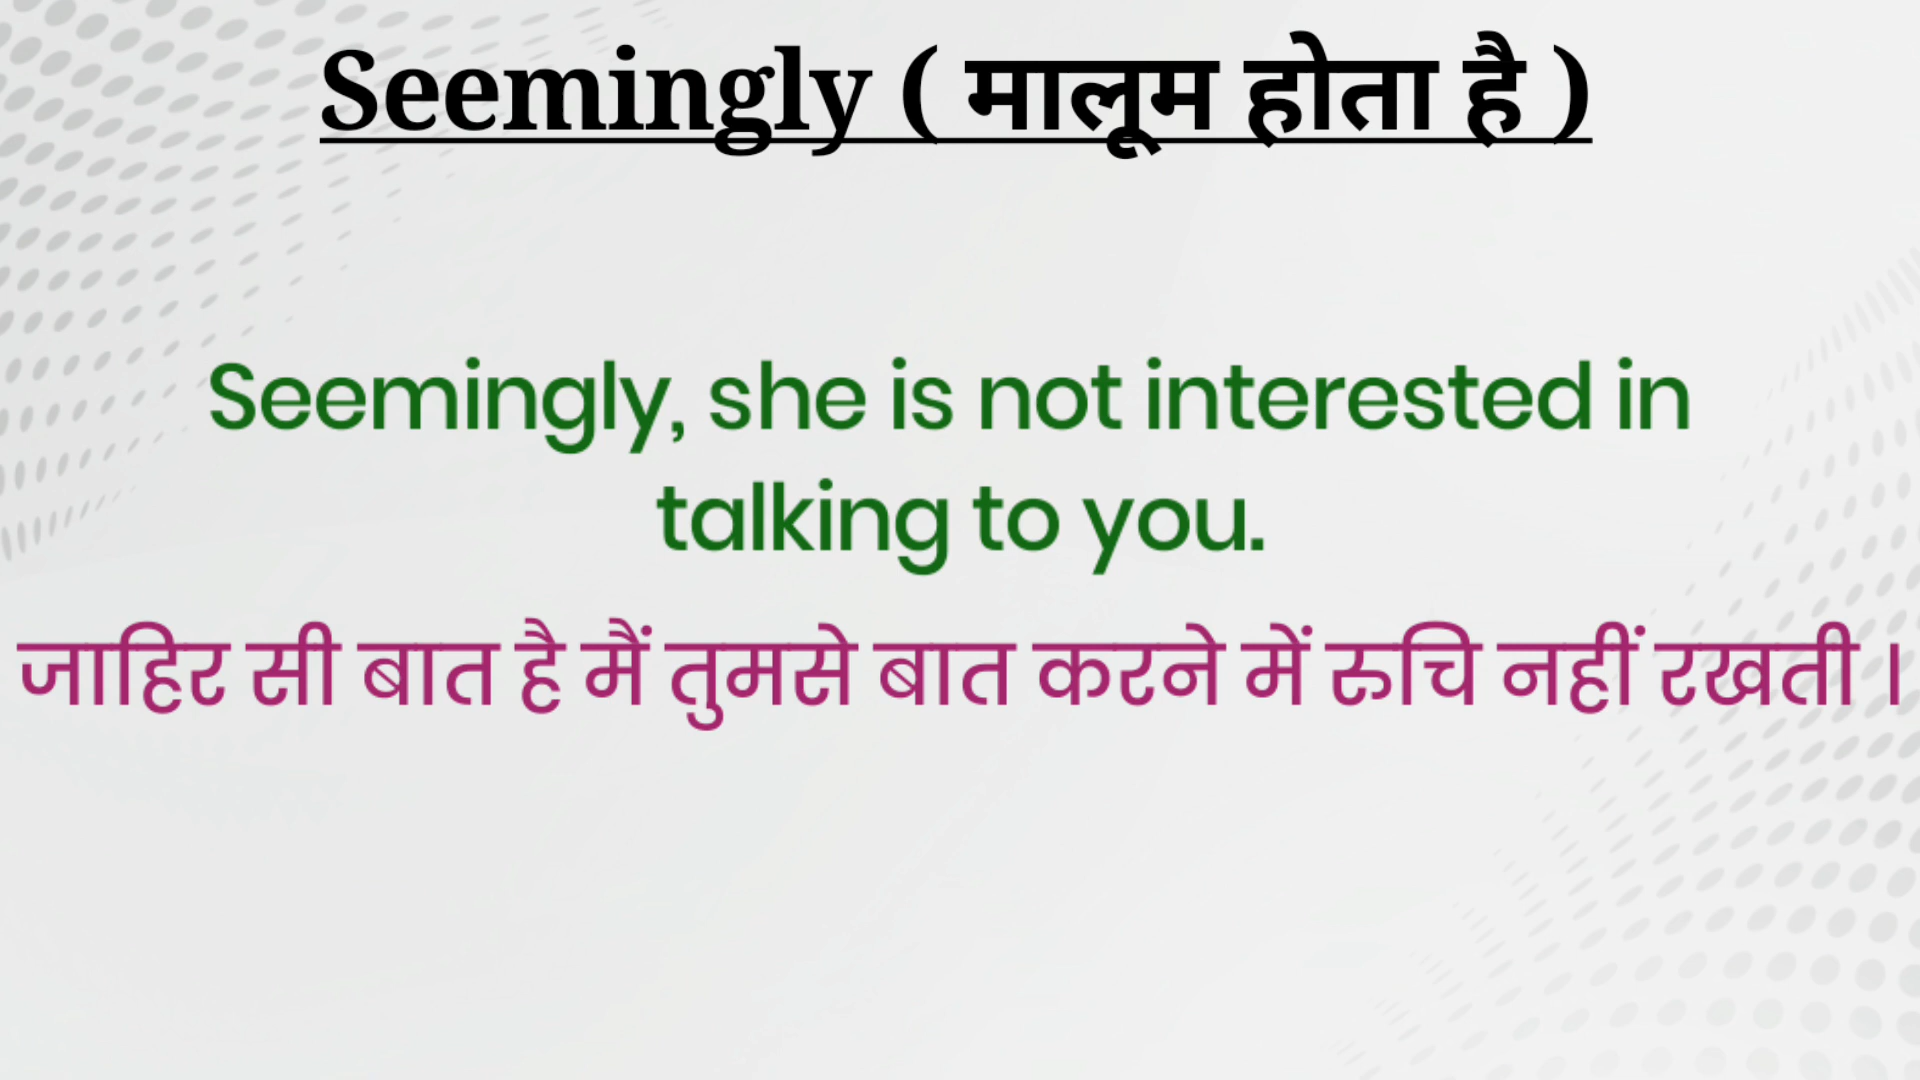 Seemingly ( मालूम होता है )
Seemingly, she is not interested in
talking to you.
जाहिर सी बात है मैं तुमसे बात करने में रुचि नहीं रखती ।